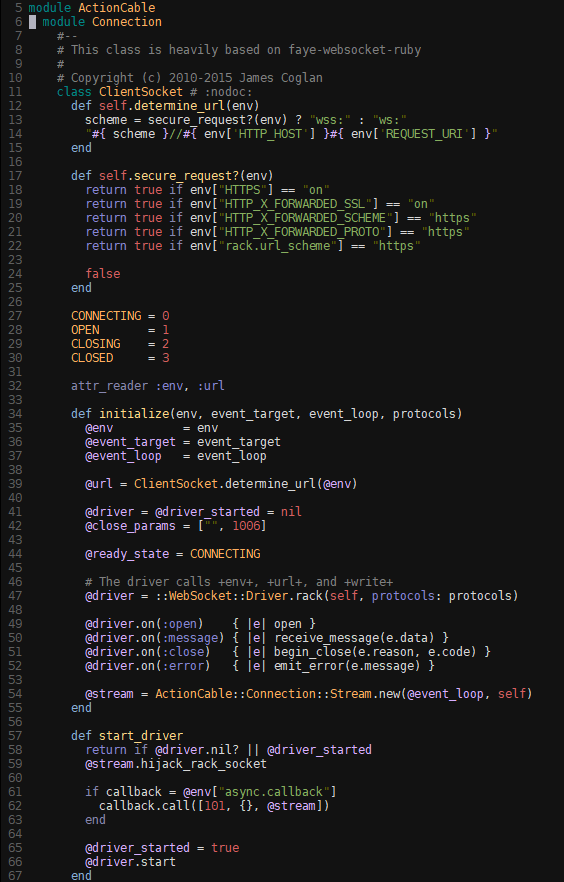 5 module ActionCable
6   module Connection
7     #--
8     # This class is heavily based on faye-websocket-ruby
9     #
10     # Copyright (c) 2010-2015 James Coglan
11     class ClientSocket # :nodoc:
12       def self.determine_url(env)
13         scheme = secure_request?(env) ? "wss:" : "ws:"
14         "#{ scheme }//#{ env['HTTP_HOST'] }#{ env['REQUEST_URI'] }"
15       end
16
17       def self.secure_request?(env)
18         return true if env["HTTPS"] == "on"
19         return true if env["HTTP_X_FORWARDED_SSL"] == "on"
20         return true if env["HTTP_X_FORWARDED_SCHEME"] == "https"
21         return true if env["HTTP_X_FORWARDED_PROTO"] == "https"
22         return true if env["rack.url_scheme"] == "https"
23
24         false
25       end
26
27       CONNECTING = 0
28       OPEN       = 1
29       CLOSING    = 2
30       CLOSED     = 3
31
32       attr_reader :env, :url
33
34       def initialize(env, event_target, event_loop, protocols)
35         @env          = env
36         @event_target = event_target
37         @event_loop   = event_loop
38
39         @url = ClientSocket.determine_url(@env)
40
41         @driver = @driver_started = nil
42         @close_params = ["", 1006]
43
44         @ready_state = CONNECTING
45
46         # The driver calls +env+, +url+, and +write+
47         @driver = ::WebSocket::Driver.rack(self, protocols: protocols)
48
49         @driver.on(:open)    { |e| open }
50         @driver.on(:message) { |e| receive_message(e.data) }
51         @driver.on(:close)   { |e| begin_close(e.reason, e.code) }
52         @driver.on(:error)   { |e| emit_error(e.message) }
53
54         @stream = ActionCable::Connection::Stream.new(@event_loop, self)
55       end
56
57       def start_driver
58         return if @driver.nil? || @driver_started
59         @stream.hijack_rack_socket
60
61         if callback = @env["async.callback"]
62           callback.call([101, {}, @stream])
63         end
64
65         @driver_started = true
66         @driver.start
67       end